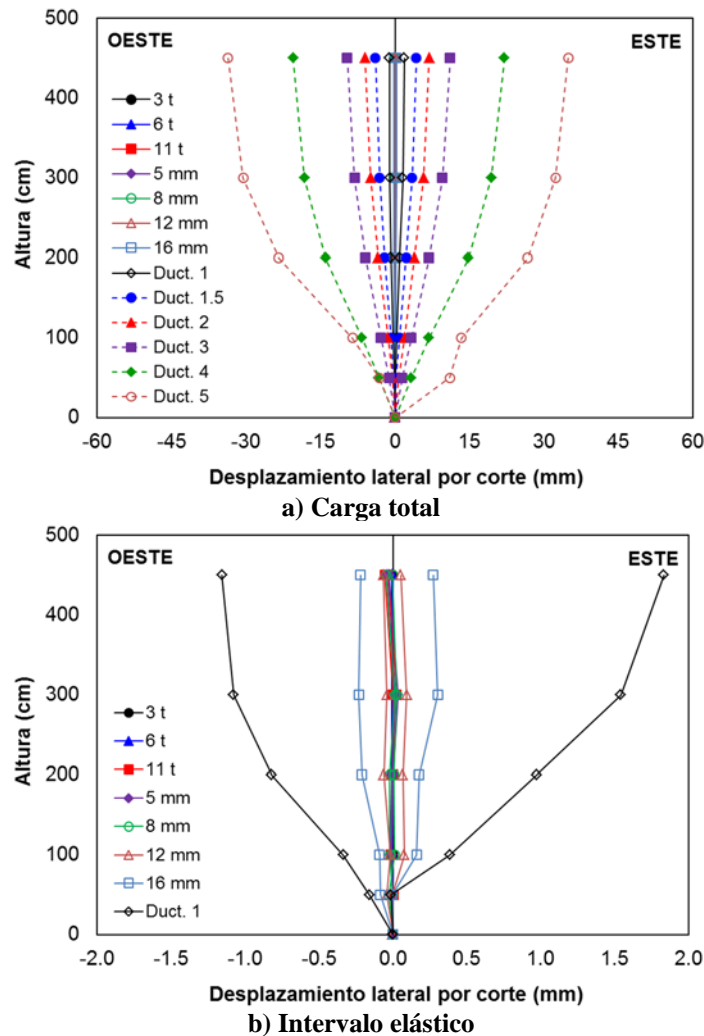 500
OESTE
ESTE
400
300
200
100
0
Altura (cm)
3 t
6 t
11 t
5 mm
8 mm
12 mm
16 mm
Duct. 1
Duct. 1.5
Duct. 2
Duct. 3
Duct. 4
Duct. 5
-60 -45 -30 -15 0 15 30 45 60
Desplazamiento lateral por corte (mm)
a) Carga total
500
OESTE
ESTE
400
300
200
100
0
Altura (cm)
3 t
6 t
11 t
5 mm
8 mm
12 mm
16 mm
Duct. 1
-2.0 -1.5 -1.0 -0.5 0.0 0.5 1.0 1.5 2.0
Desplazamiento lateral por corte (mm)
b) Intervalo elástico